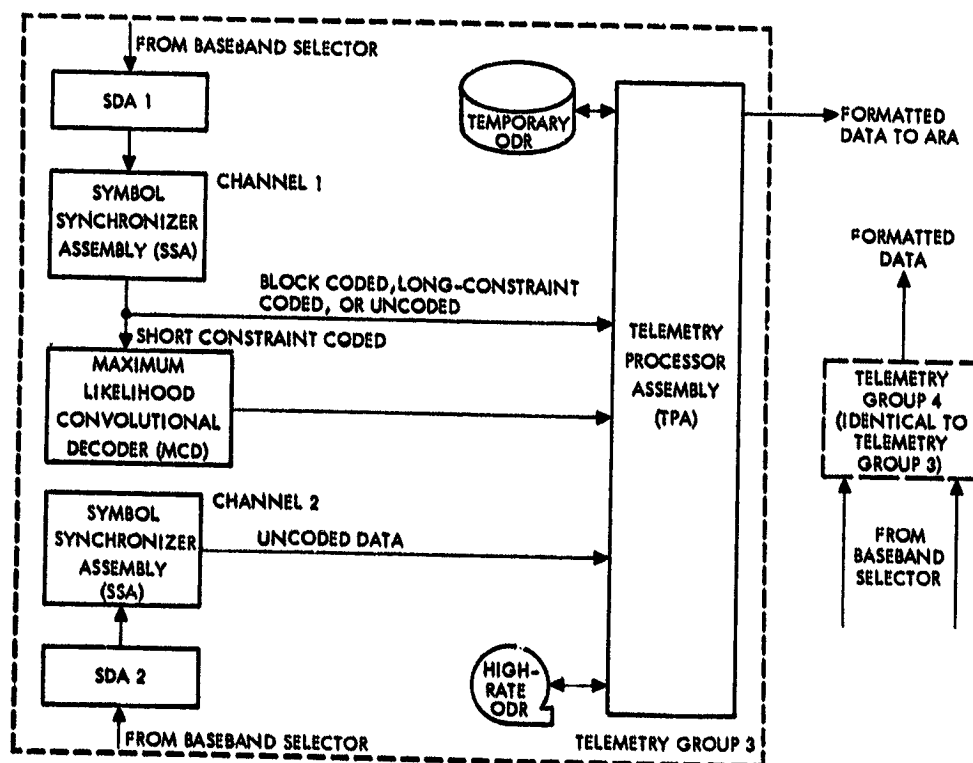 FROM BASEBAND SELECTOR
SDA 1
SYMBOL
SYNCHRONIZER
ASSEMBLY (SSA)
CHANNEL 1
BLOCK CODED, LONG-CONSTRAINT
CODED, OR UNCODED
SHORT CONSTRAINT CODED
MAXIMUM
LIKELIHOOD
CONVOLUTIONAL
DECODER (MCD)
CHANNEL 2
SYMBOL
SYNCHRONIZER
ASSEMBLY
(SSA)
UNCODED DATA
SDA 2
FROM BASEBAND SELECTOR
TEMPORARY
ODR
TELEMETRY
PROCESSOR
ASSEMBLY
(TPA)
HIGH-
RATE
ODR
TELEMETRY GROUP 3
FORMATTED
DATA TO ARA
FORMATTED
DATA
TELEMETRY
GROUP 4
(IDENTICAL TO
TELEMETRY
GROUP 3)
FROM
BASEBAND
SELECTOR